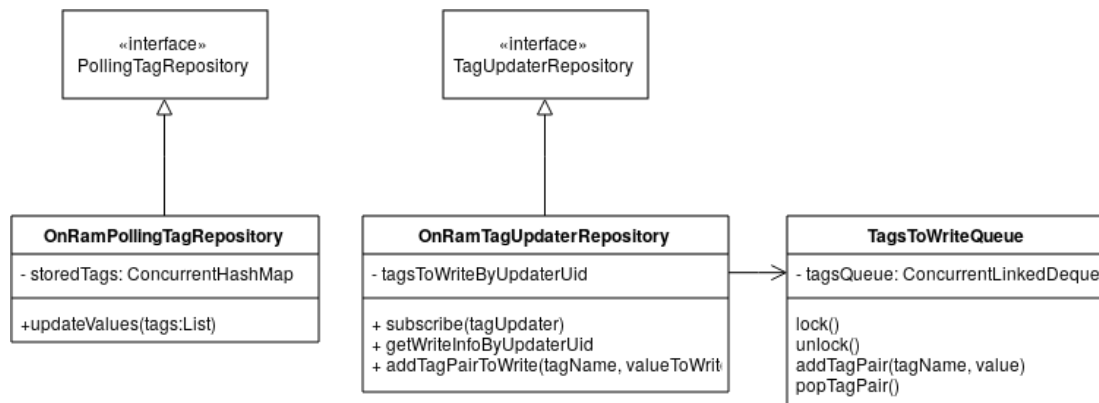 «interface»
PollingTagRepository
«interface»
TagUpdaterRepository
OnRamPollingTagRepository
- storedTags: ConcurrentHashMap
+updateValues(tags:List)
OnRamTagUpdaterRepository
- tagsToWriteByUpdaterUid
+ subscribe(tagUpdater)
+ getWriteInfoByUpdaterUid
+ addTagPairToWrite(tagName, valueToWrit
TagsToWriteQueue
- tagsQueue: ConcurrentLinkedDeque
lock()
unlock()
addTagPair(tagName, value)
popTagPair()